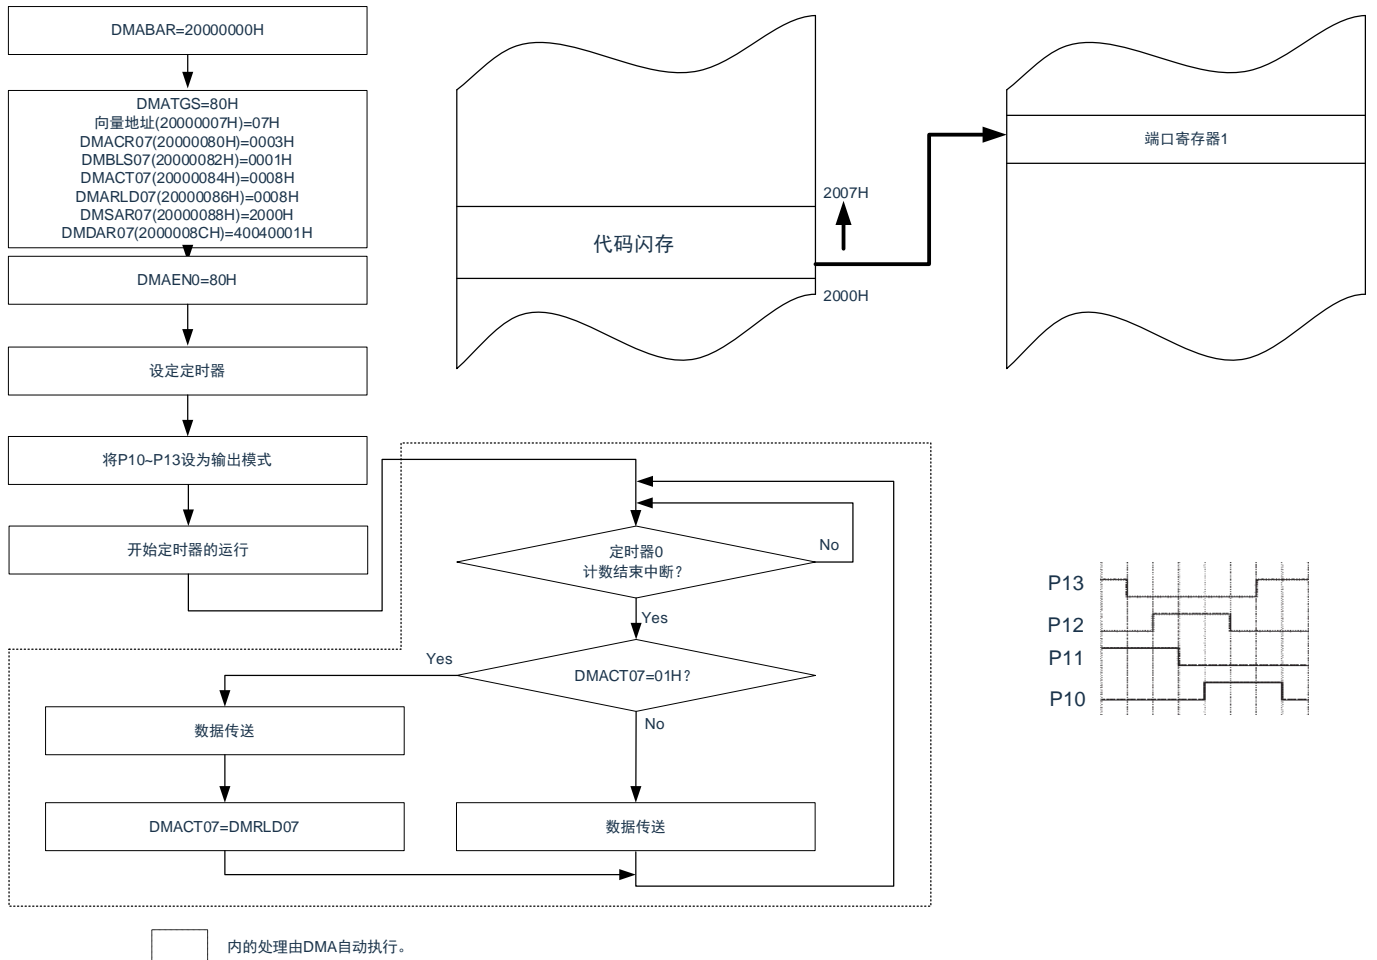 DMABAR=20000000H
DMATGS=80H
向量地址(20000007H)=07H
DMACR07(20000080H)=0003H
DMBLS07(20000082H)=0001H
DMACT07(20000084H)=0008H
DMARLD07(20000086H)=0008H
DMSAR07(20000088H)=2000H
DMDAR07(2000008CH)=40040001H
DMAEN0=80H
设定定时器
将P10~P13设为输出模式
开始定时器的运行
代码闪存
2007H
2000H
端口寄存器1
定时器0
计数结束中断?
No
Yes
DMACT07=01H?
Yes
No
数据传送
DMACT07=DMRLD07
数据传送
P13
P12
P11
P10
内的处理由DMA自动执行。